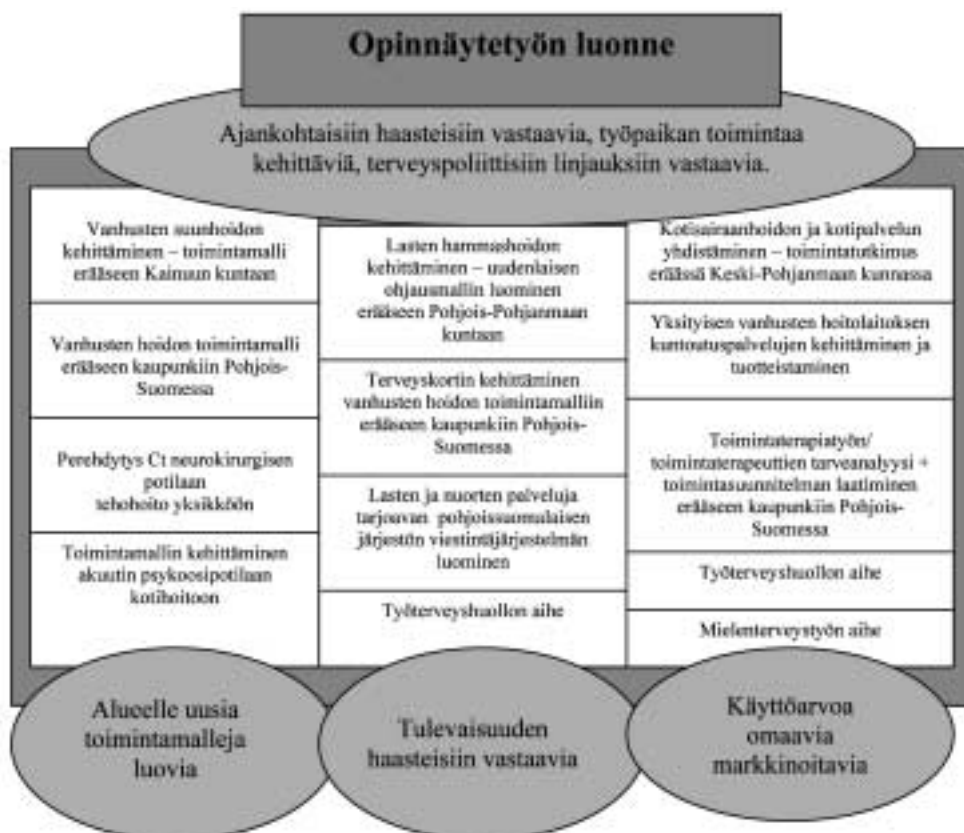 Opinnäytetyön luonne
Ajankohtaisiin haasteisiin vastaavia, työpaikan toimintaa
kehittäviä, terveyspoliittisiin linjauksiin vastaavia.
Vanhusten suunhoidon
kehittäminen – toimintamalli
erääseen Kainuun kuntaan
Vanhusten hoidon toimintamalli
erääseen kaupunkiin Pohjois-
Suomessa
Perehdytys Ct neurokirurgisen
potilaan
tehohoito yksikköön
Toimintamallin kehittäminen
akuutin psykoosipotilaan
kotihoitoon
Lasten hammashoidon
kehittäminen – uudenlaisen
ohjausmallin luominen
erääseen Pohjois-Pohjanmaan
kuntaan
Terveyskortin kehittäminen
vanhusten hoidon toimintamalliin
erääseen kaupunkiin Pohjois-
Suomessa
Lasten ja nuorten palveluja
tarjoavan pohjoissuomalaisen
järjestön viestintäjärjestelmän
luominen
Työterveyshuollon aihe
Kotisairaanhoidon ja kotipalvelun
yhdistäminen – toimintatutkimus
eräässä Keski-Pohjanmaan kunnassa
Yksityisen vanhusten hoitolaitoksen
kuntoutuspalvelujen kehittäminen ja
tuotteistaminen
Toimintaterapiatyön/
toimintaterapeuttien tarveanalyysi +
toimintasuunnitelman laatiminen
erääseen kaupunkiin Pohjois-
Suomessa
Työterveyshuollon aihe
Mielenterveystyön aihe
Alueelle uusia
toimintamalleja
luovia
Tulevaisuuden
haasteisiin vastaavia
Käyttöarvoa
omaavia
markkinoitavia